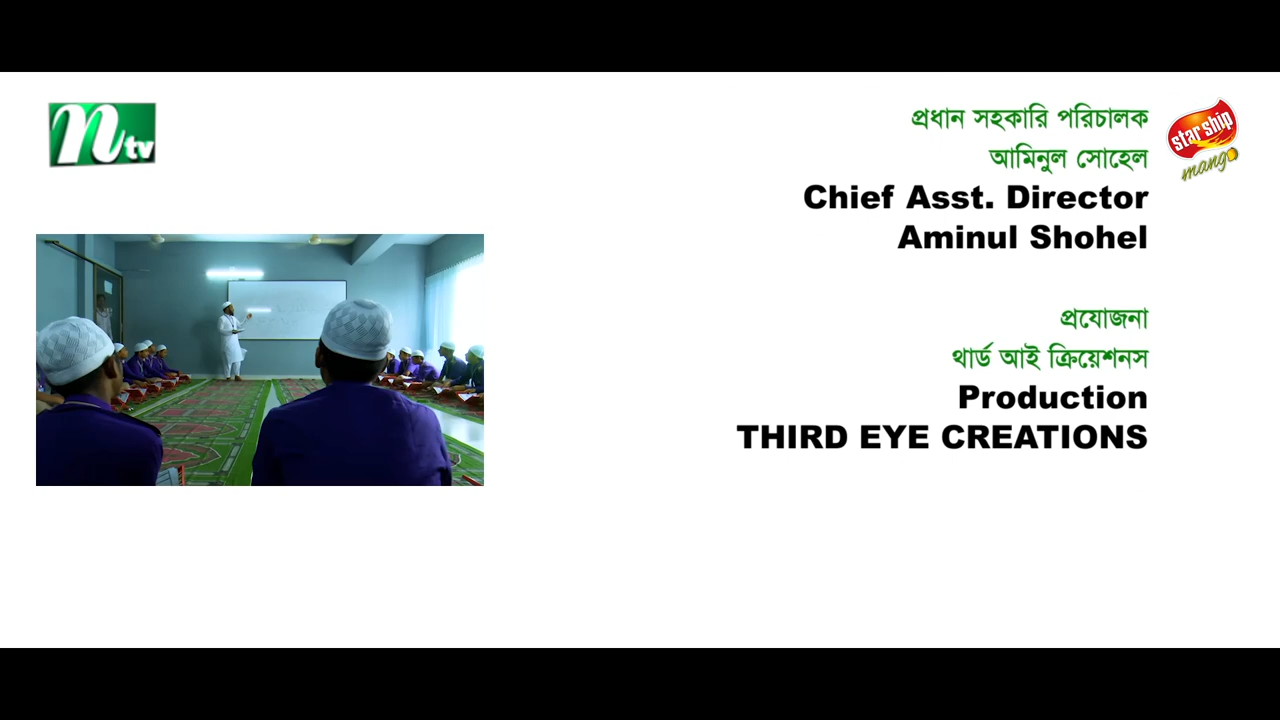 ntv
প্রধান সহকারি পরিচালক
আমিনুল সোহেল
Chief Asst. Director
Aminul Shohel
star ship
mango
প্রযোজনা
থার্ড আই ক্রিয়েশনস
Production
THIRD EYE CREATIONS